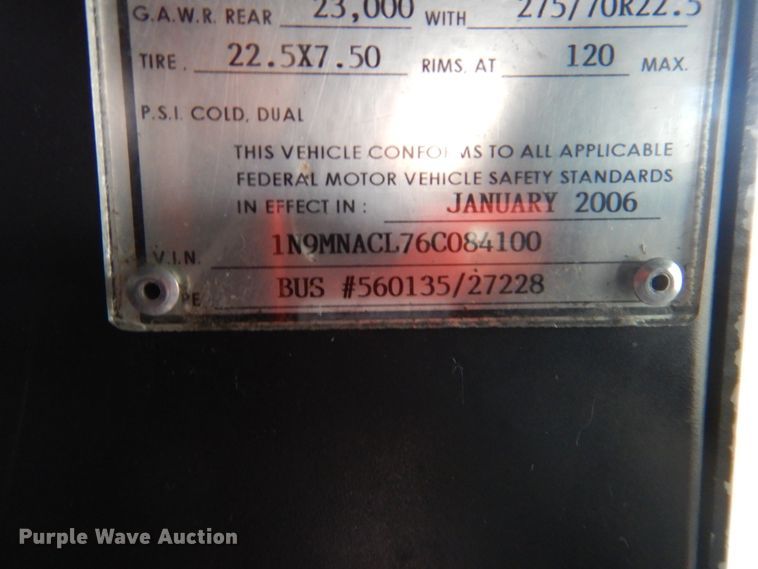 G.A.W.R. REAR 23,000 WITH 275/70R22.5
TIRE. 22.5X7.50 RIMS, AT 120 MAX.
P.S.I. COLD, DUAL
THIS VEHICLE CONFORMS TO ALL APPLICABLE
FEDERAL MOTOR VEHICLE SAFETY STANDARDS
IN EFFECT IN: JANUARY 2006
V.I.N. 1N9MNACL76C084100
PE BUS #560135/27228
Purple Wave Auction